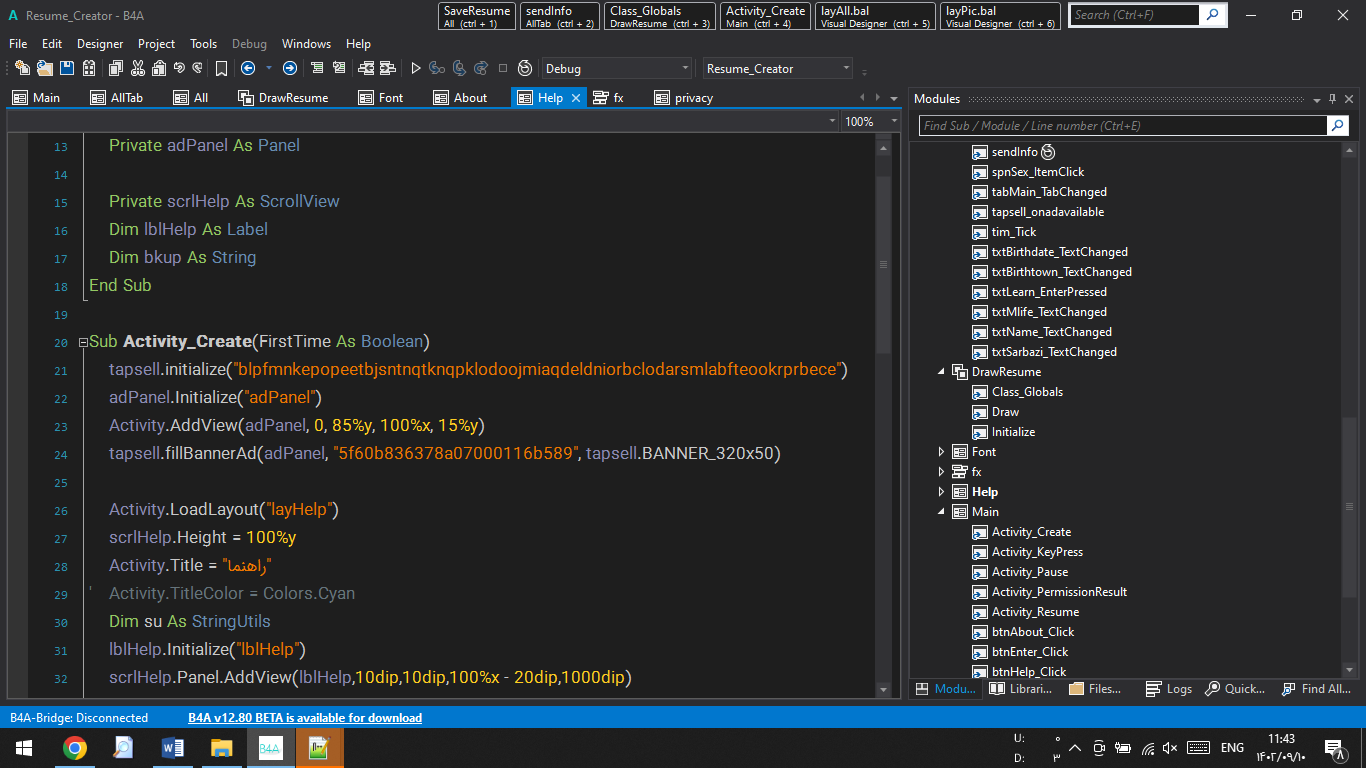 Resume_Creator - B4A
SaveResume
All (ctrl + 1)
sendInfo
AllTab (ctrl + 2)
Class_Globals
DrawResume (ctrl + 3)
Activity_Create
Main (ctrl + 4)
layAll.bal
Visual Designer (ctrl + 5)
layPic.bal
Visual Designer (ctrl + 6)
Search (Ctrl+F)
File Edit Designer Project Tools Debug Windows Help
Debug
Resume_Creator
Main AllTab All DrawResume Font About Help fx privacy
100%
13 Private adPanel As Panel
14
15 Private scrlHelp As ScrollView
16 Dim lblHelp As Label
17 Dim bkup As String
18 End Sub
19
20 Sub Activity_Create(FirstTime As Boolean)
21 tapsell.initialize("blpfmnkepopeetbjsntnqtknqpklodoojmiaqdeldniorbclodarsmlabfteookrprbece")
22 adPanel.Initialize("adPanel")
23 Activity.AddView(adPanel, 0, 85%y, 100%x, 15%y)
24 tapsell.fillBannerAd(adPanel, "5f60b836378a07000116b589", tapsell.BANNER_320x50)
25
26 Activity.LoadLayout("layHelp")
27 scrlHelp.Height = 100%y
28 Activity.Title = "راهنما"
29 ' Activity.TitleColor = Colors.Cyan
30 Dim su As StringUtils
31 lblHelp.Initialize("lblHelp")
32 scrlHelp.Panel.AddView(lblHelp,10dip,10dip,100%x - 20dip,1000dip)
Modules
Find Sub / Module / Line number (Ctrl+E)
sendInfo
spnSex_ItemClick
tabMain_TabChanged
tapsell_onadavailable
tim_Tick
txtBirthdate_TextChanged
txtBirthtown_TextChanged
txtLearn_EnterPressed
txtMlife_TextChanged
txtName_TextChanged
txtSarbazi_TextChanged
DrawResume
Class_Globals
Draw
Initialize
Font
fx
Help
Main
Activity_Create
Activity_KeyPress
Activity_Pause
Activity_PermissionResult
Activity_Resume
btnAbout_Click
btnEnter_Click
btnHelp_Click
Modu... Librari... Files... Logs Quick... Find All...
B4A-Bridge: Disconnected
B4A v12.80 BETA is available for download
B4A
U: ۰
D: ۳
ENG
11:43
۱۴۰۲/۰۹/۱۰
۸